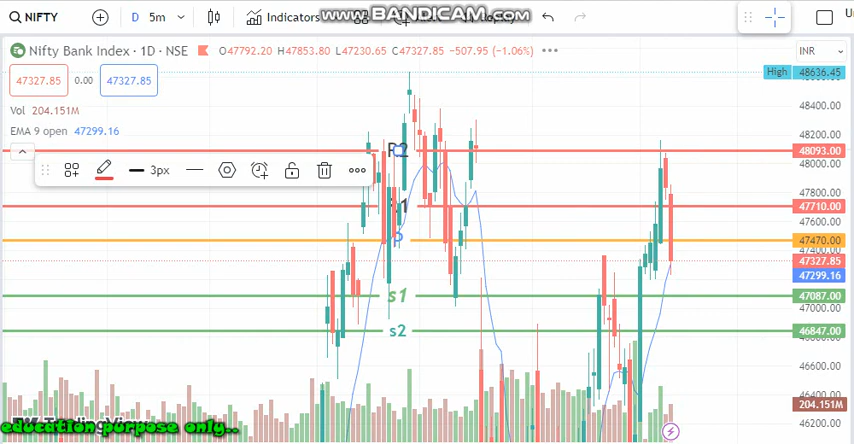 NIFTY D 5m Indicators
www.BANDICAM.com
Nifty Bank Index · 1D · NSE O47792.20 H47853.80 L47230.65 C47327.85 -507.95 (-1.06%) INR
47327.85 0.00 47327.85
High 48636.45
Vol 204.151M
EMA 9 open 47299.16
3px
48400.00
48200.00
R2 48093.00
48000.00
47800.00
47710.00
47600.00
P 47470.00
47327.85
47299.16
s1 47087.00
47000.00
s2 46847.00
46600.00
46400.00
204.151M
46200.00
education purpose only..